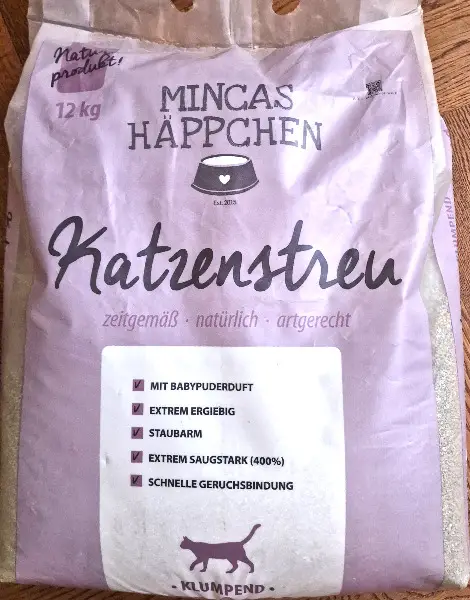 Natur
produkt!
12 kg
MINCAS
HÄPPCHEN
Est. 2018
Katzenstreu
zeitgemäß · natürlich · artgerecht
MIT BABYPUDERDUFT
EXTREM ERGIEBIG
STAUBARM
EXTREM SAUGSTARK (400%)
SCHNELLE GERUCHSBINDUNG
· KLUMPEND ·
KLUMPEND